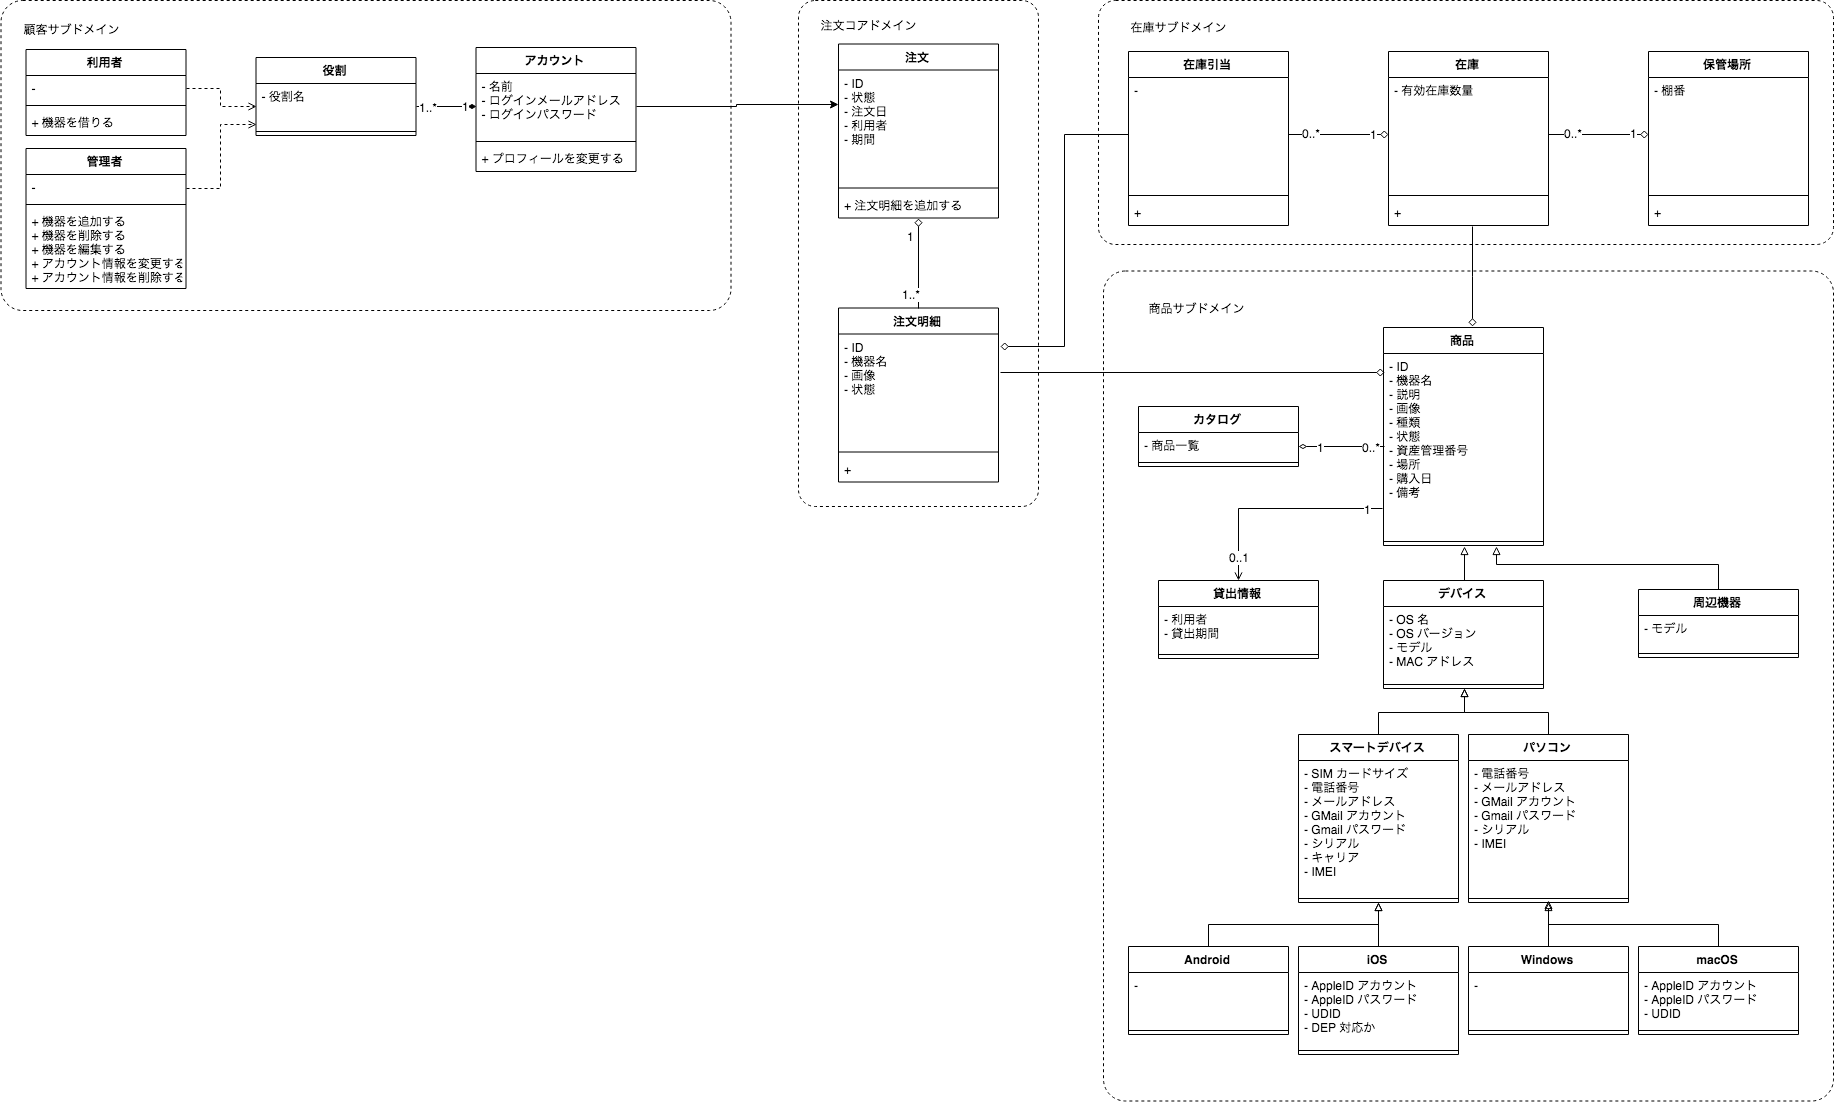 顧客サブドメイン
利用者
-
+ 機器を借りる
管理者
-
+ 機器を追加する
+ 機器を削除する
+ 機器を編集する
+ アカウント情報を変更する
+ アカウント情報を削除する
役割
- 役割名
1..*
1
アカウント
- 名前
- ログインメールアドレス
- ログインパスワード
+ プロフィールを変更する
注文コアドメイン
注文
- ID
- 状態
- 注文日
- 利用者
- 期間
+ 注文明細を追加する
1
1..*
注文明細
- ID
- 機器名
- 画像
- 状態
+
在庫サブドメイン
在庫引当
-
+
0..*
1
在庫
- 有効在庫数量
+
0..*
1
保管場所
- 棚番
+
商品サブドメイン
商品
- ID
- 機器名
- 説明
- 画像
- 種類
- 状態
- 資産管理番号
- 場所
- 購入日
- 備考
カタログ
- 商品一覧
1
0..*
1
0..1
貸出情報
- 利用者
- 貸出期間
デバイス
- OS 名
- OS バージョン
- モデル
- MAC アドレス
周辺機器
- モデル
スマートデバイス
- SIM カードサイズ
- 電話番号
- メールアドレス
- GMail アカウント
- Gmail パスワード
- シリアル
- キャリア
- IMEI
パソコン
- 電話番号
- メールアドレス
- GMail アカウント
- Gmail パスワード
- シリアル
- IMEI
Android
-
iOS
- AppleID アカウント
- AppleID パスワード
- UDID
- DEP 対応か
Windows
-
macOS
- AppleID アカウント
- AppleID パスワード
- UDID